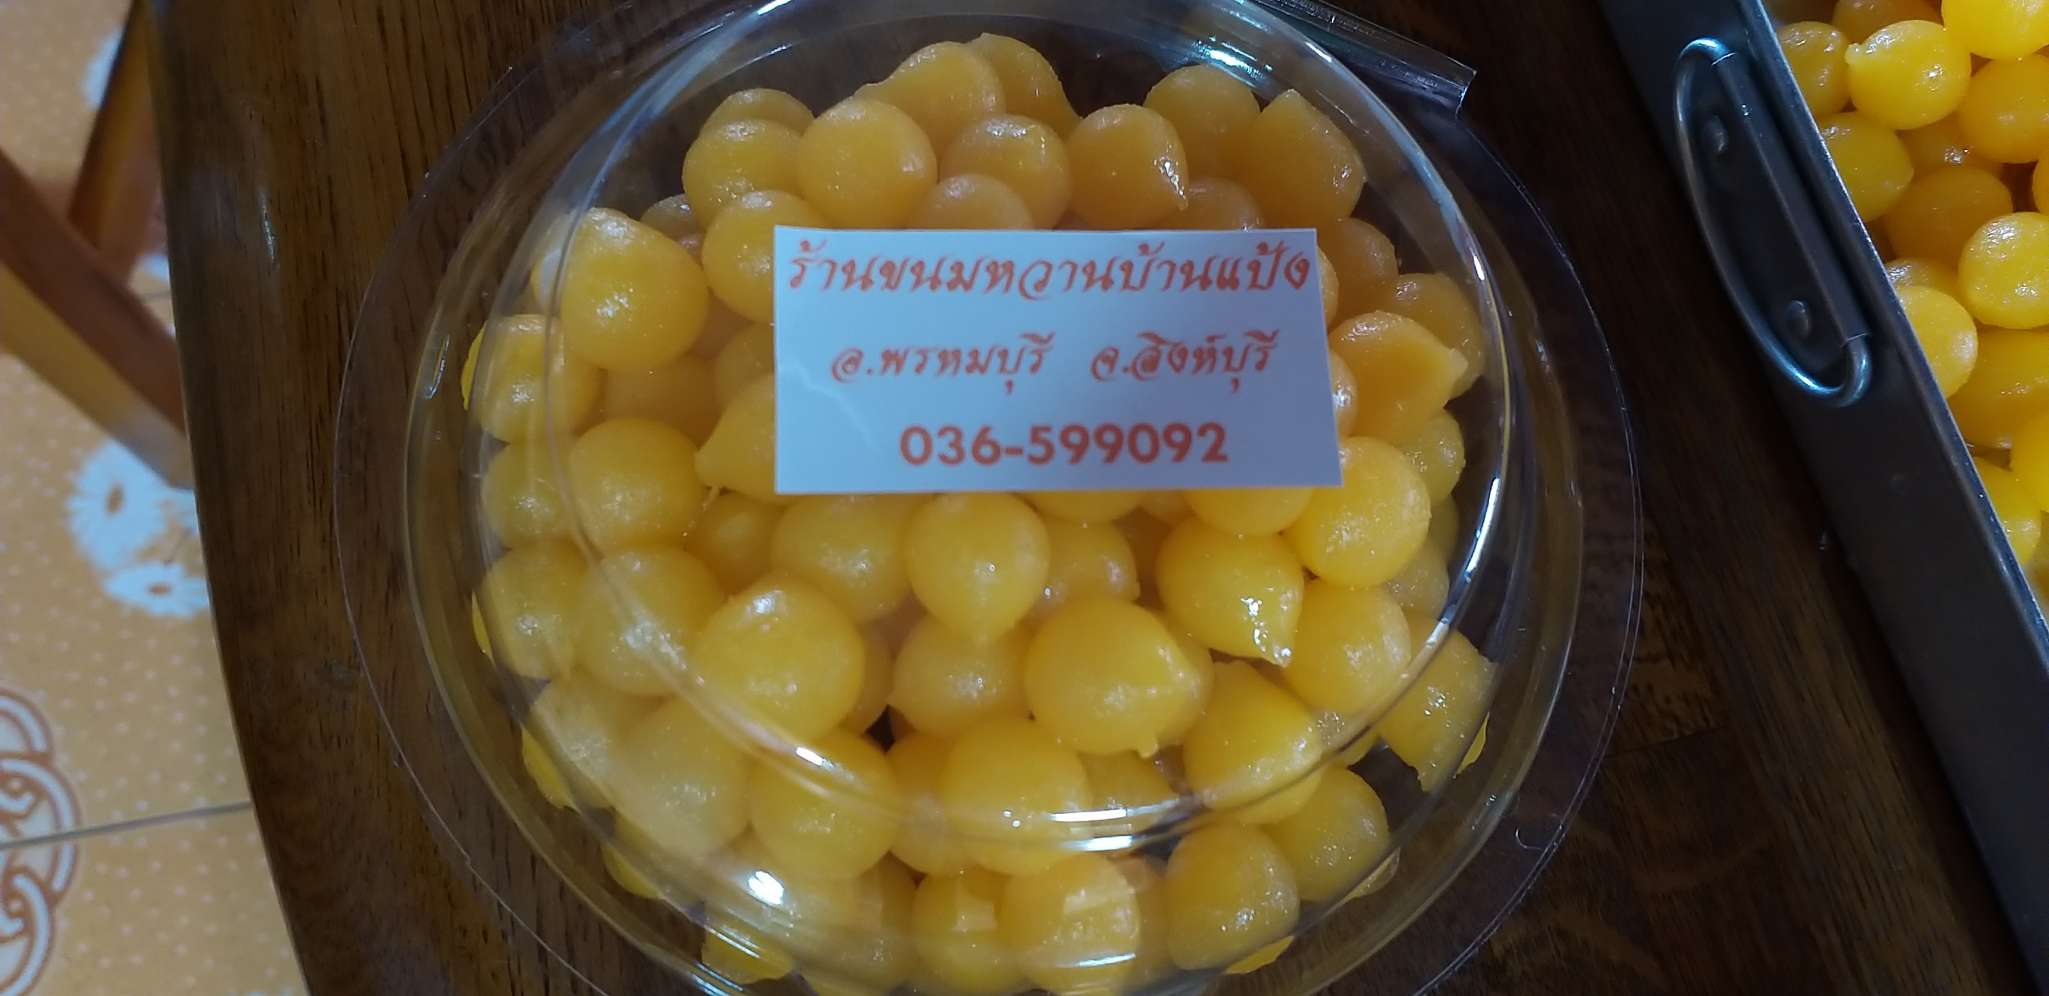 ร้านขนมหวานบ้านแป้ง
อ.พรหมบุรี จ.สิงห์บุรี
036-599092